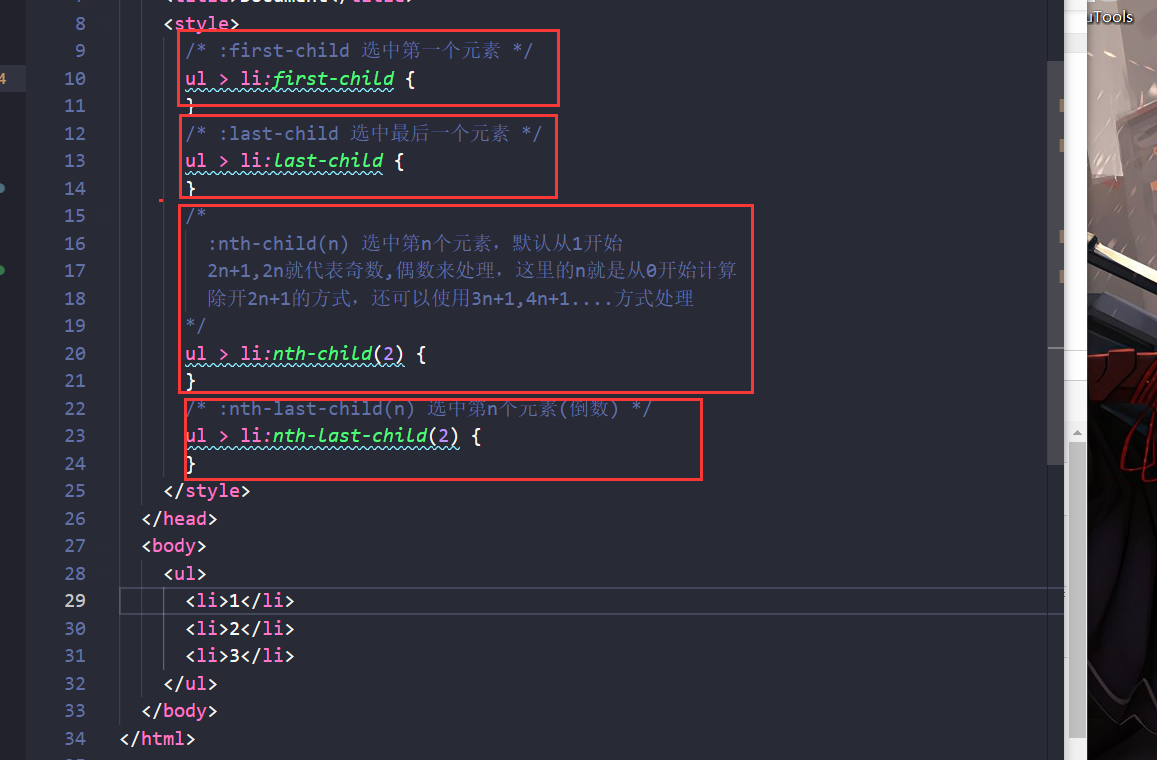 <title>Document</title>
8 <style>
9 /* :first-child 选中第一个元素 */
10 ul > li:first-child {
11 }
12 /* :last-child 选中最后一个元素 */
13 ul > li:last-child {
14 }
15 /*
16 :nth-child(n) 选中第n个元素，默认从1开始
17 2n+1,2n就代表奇数,偶数来处理，这里的n就是从0开始计算
18 除开2n+1的方式，还可以使用3n+1,4n+1....方式处理
19 */
20 ul > li:nth-child(2) {
21 }
22 /* :nth-last-child(n) 选中第n个元素(倒数) */
23 ul > li:nth-last-child(2) {
24 }
25 </style>
26 </head>
27 <body>
28 <ul>
29 <li>1</li>
30 <li>2</li>
31 <li>3</li>
32 </ul>
33 </body>
34 </html>
4
uTools